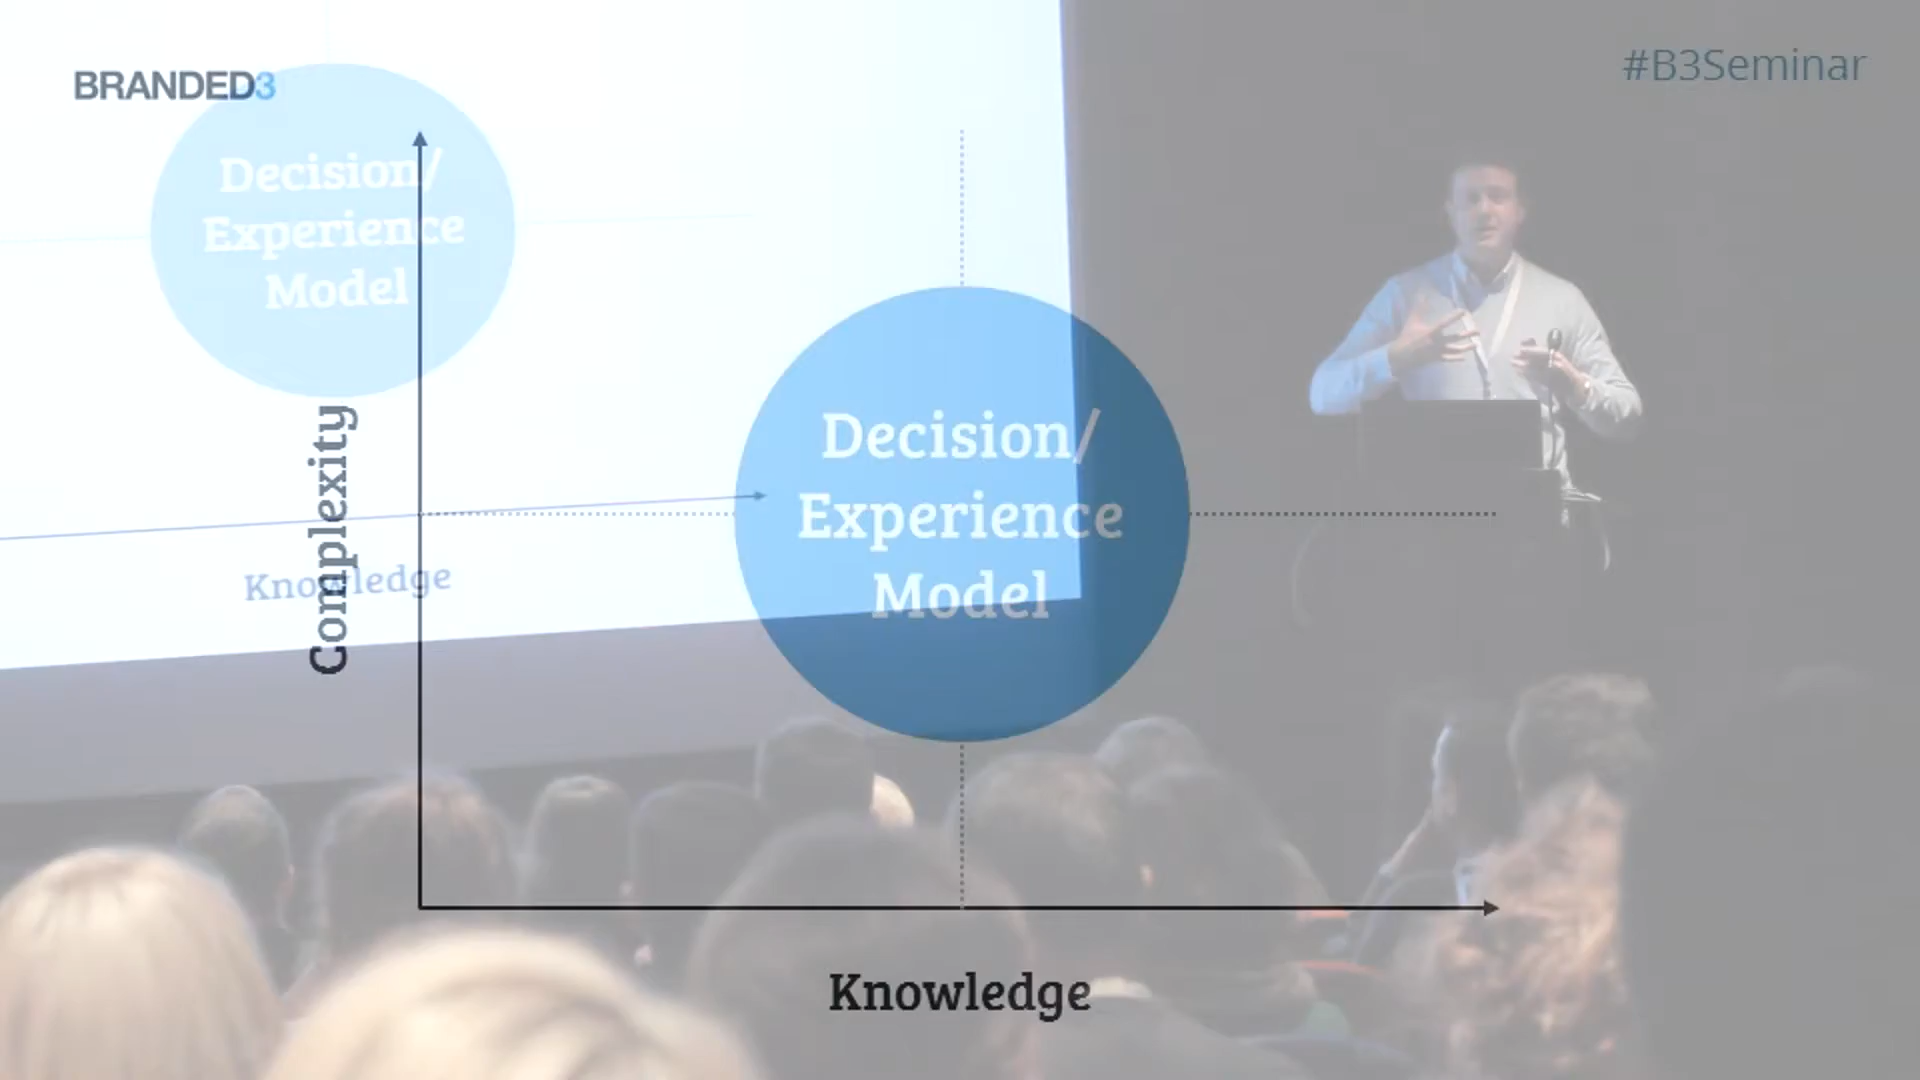 BRANDED3
#B3Seminar
Decision/
Experience
Model
Decision/
Experience
Model
Complexity
Knowledge
Knowledge